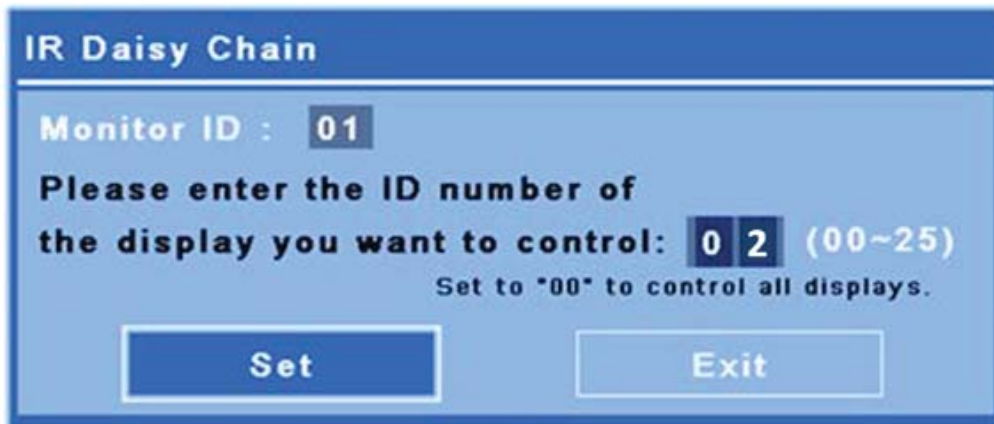 IR Daisy Chain
Monitor ID : 01
Please enter the ID number of
the display you want to control: 0 2 (00~25)
Set to "00" to control all displays.
Set Exit